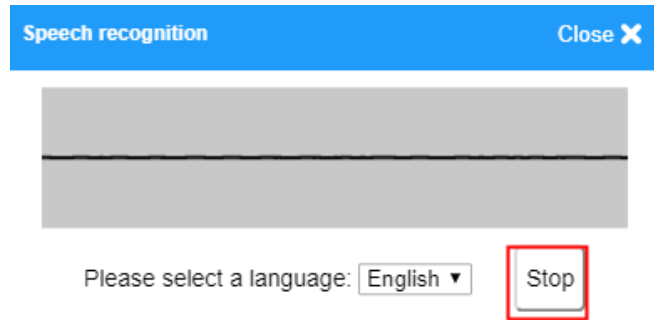 Speech recognition Close ✖
Please select a language: English ▼ Stop